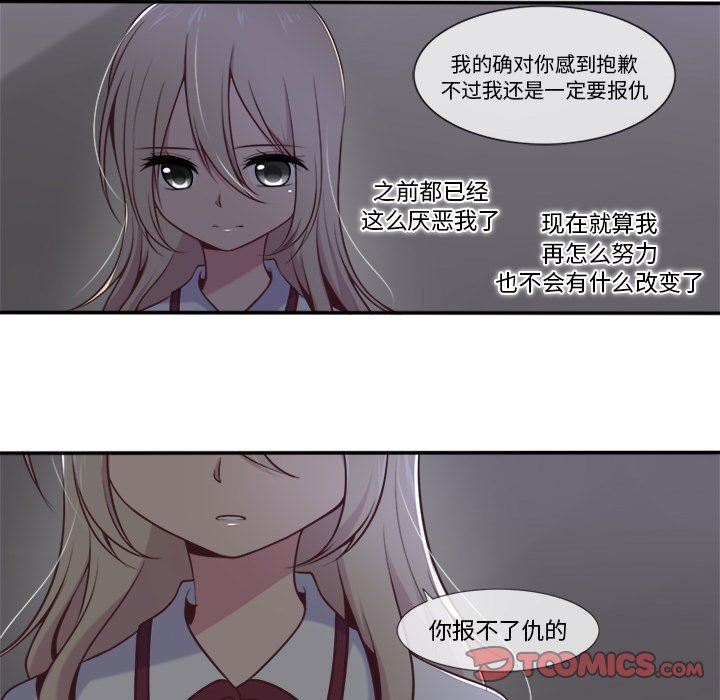 我的确对你感到抱歉
不过我还是一定要报仇
之前都已经
这么厌恶我了
现在就算我
再怎么努力
也不会有什么改变了
你报不了仇的
DTCOMICS.COM